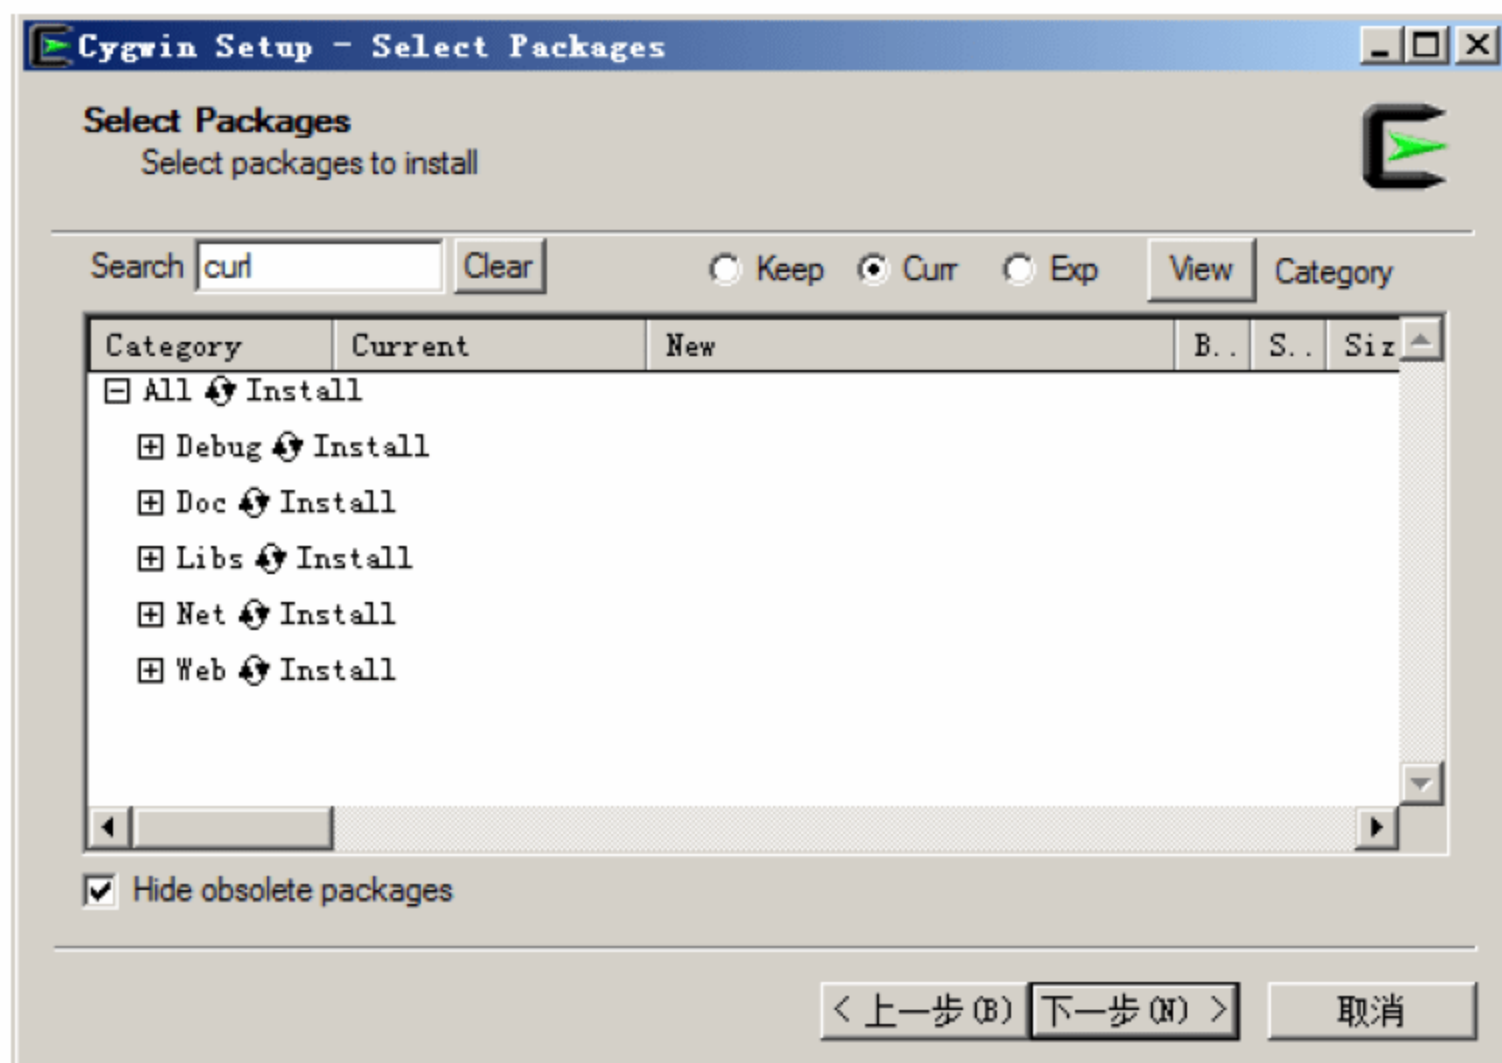 Cygwin Setup - Select Packages
Select Packages
Select packages to install
Search curl Clear Keep Curr Exp View Category
Category Current New B.. S.. Siz
All Install
Debug Install
Doc Install
Libs Install
Net Install
Web Install
Hide obsolete packages
< 上一步(B) 下一步(N) > 取消